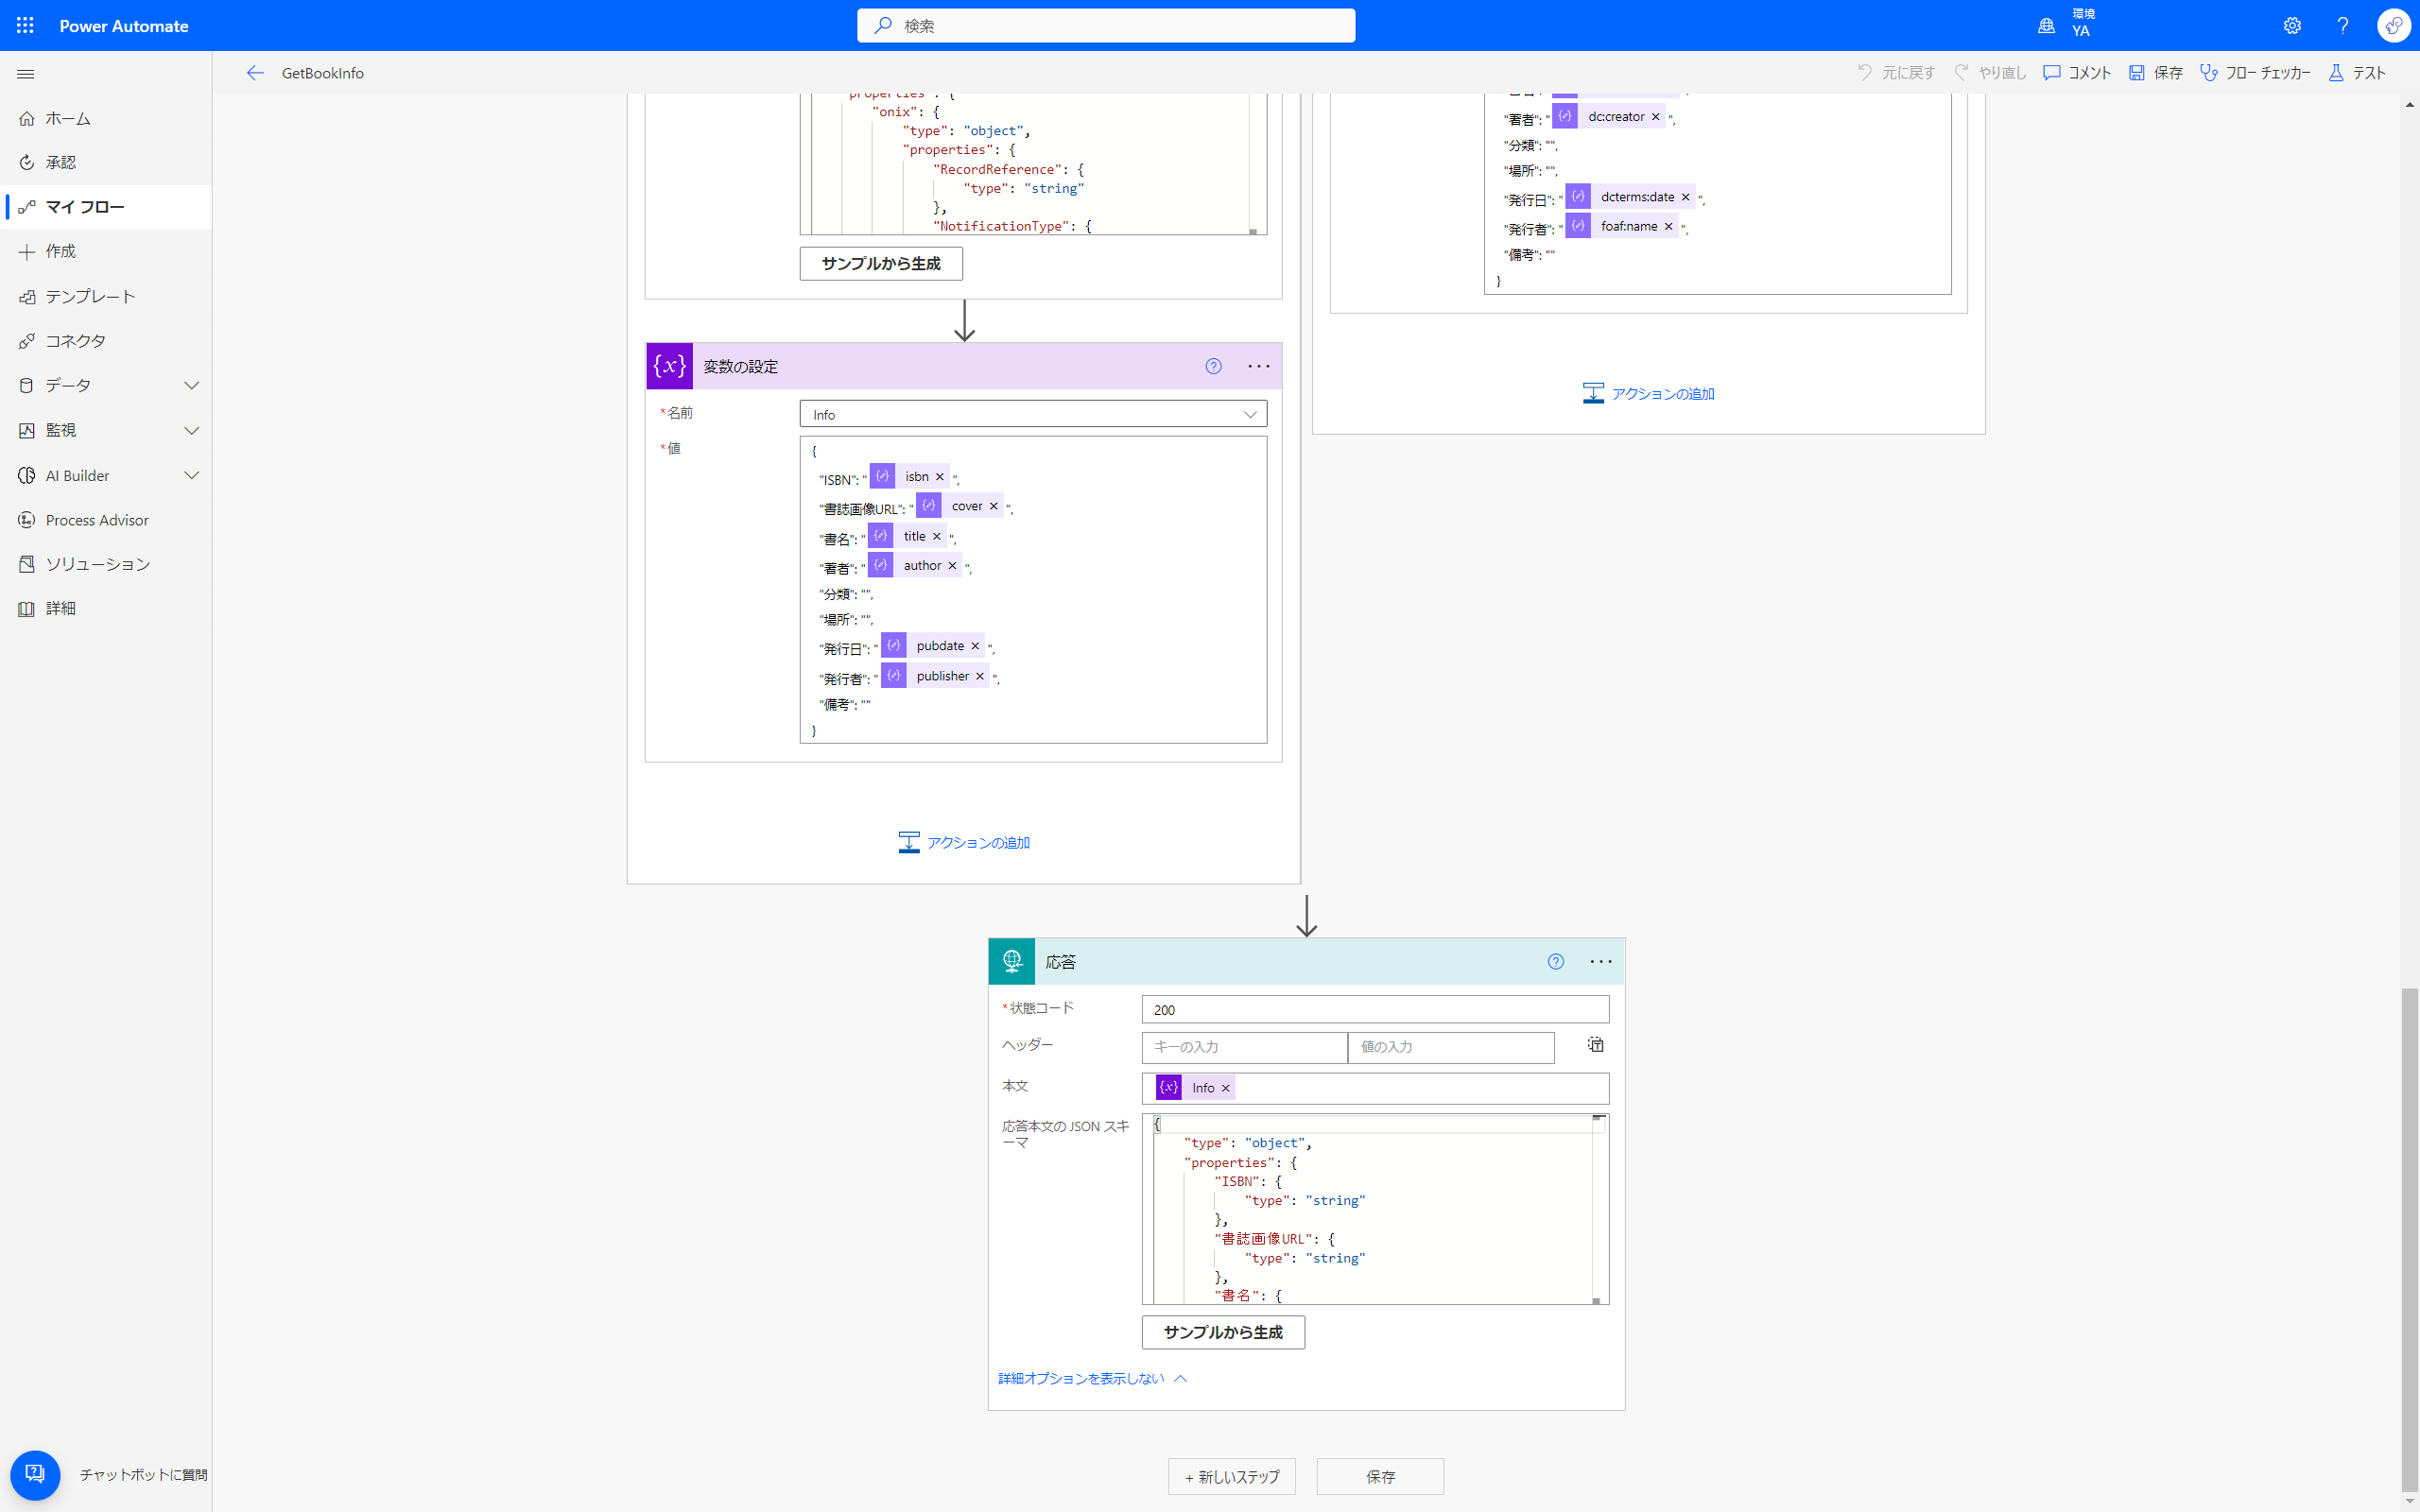 Power Automate
検索
環境
YA
GetBookInfo
元に戻す
やり直し
コメント
保存
フロー チェッカー
テスト
ホーム
承認
マイ フロー
作成
テンプレート
コネクタ
データ
監視
AI Builder
Process Advisor
ソリューション
詳細
チャットボットに質問
properties": {
"onix": {
"type": "object",
"properties": {
"RecordReference": {
"type": "string"
},
"NotificationType": {
サンプルから生成
変数の設定
*名前
Info
*値
{
"ISBN": " isbn ",
"書誌画像URL": " cover ",
"書名": " title ",
"著者": " author ",
"分類": "",
"場所": "",
"発行日": " pubdate ",
"発行者": " publisher ",
"備考": ""
}
アクションの追加
"著者": " dc:creator ",
"分類": "",
"場所": "",
"発行日": " dcterms:date ",
"発行者": " foaf:name ",
"備考": ""
}
アクションの追加
応答
*状態コード
200
ヘッダー
キーの入力
値の入力
本文
Info
応答本文の JSON スキ
ーマ
{
"type": "object",
"properties": {
"ISBN": {
"type": "string"
},
"書誌画像URL": {
"type": "string"
},
"書名": {
サンプルから生成
詳細オプションを表示しない
+ 新しいステップ
保存